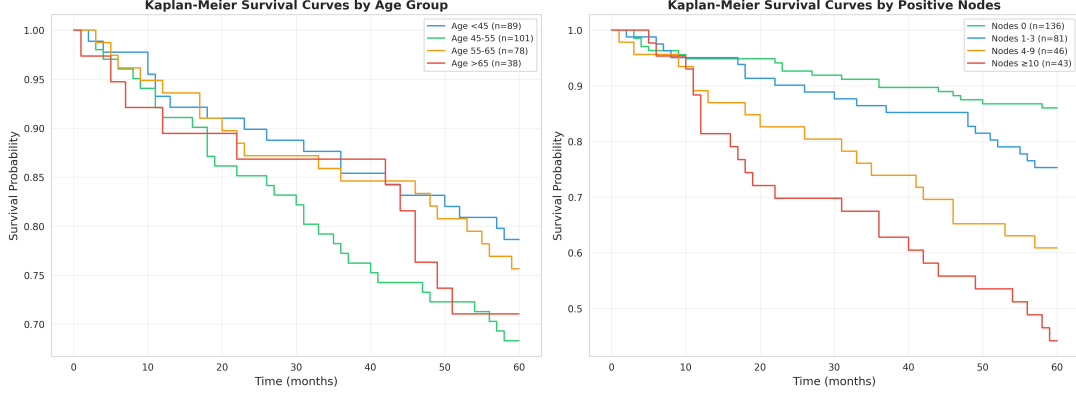 Kaplan-Meier Survival Curves by Age Group
Age <45 (n=89)
Age 45-55 (n=101)
Age 55-65 (n=78)
Age >65 (n=38)
Survival Probability
1.00
0.95
0.90
0.85
0.80
0.75
0.70
0 10 20 30 40 50 60
Time (months)
Kaplan-Meier Survival Curves by Positive Nodes
Nodes 0 (n=136)
Nodes 1-3 (n=81)
Nodes 4-9 (n=46)
Nodes ≥10 (n=43)
Survival Probability
1.0
0.9
0.8
0.7
0.6
0.5
0 10 20 30 40 50 60
Time (months)